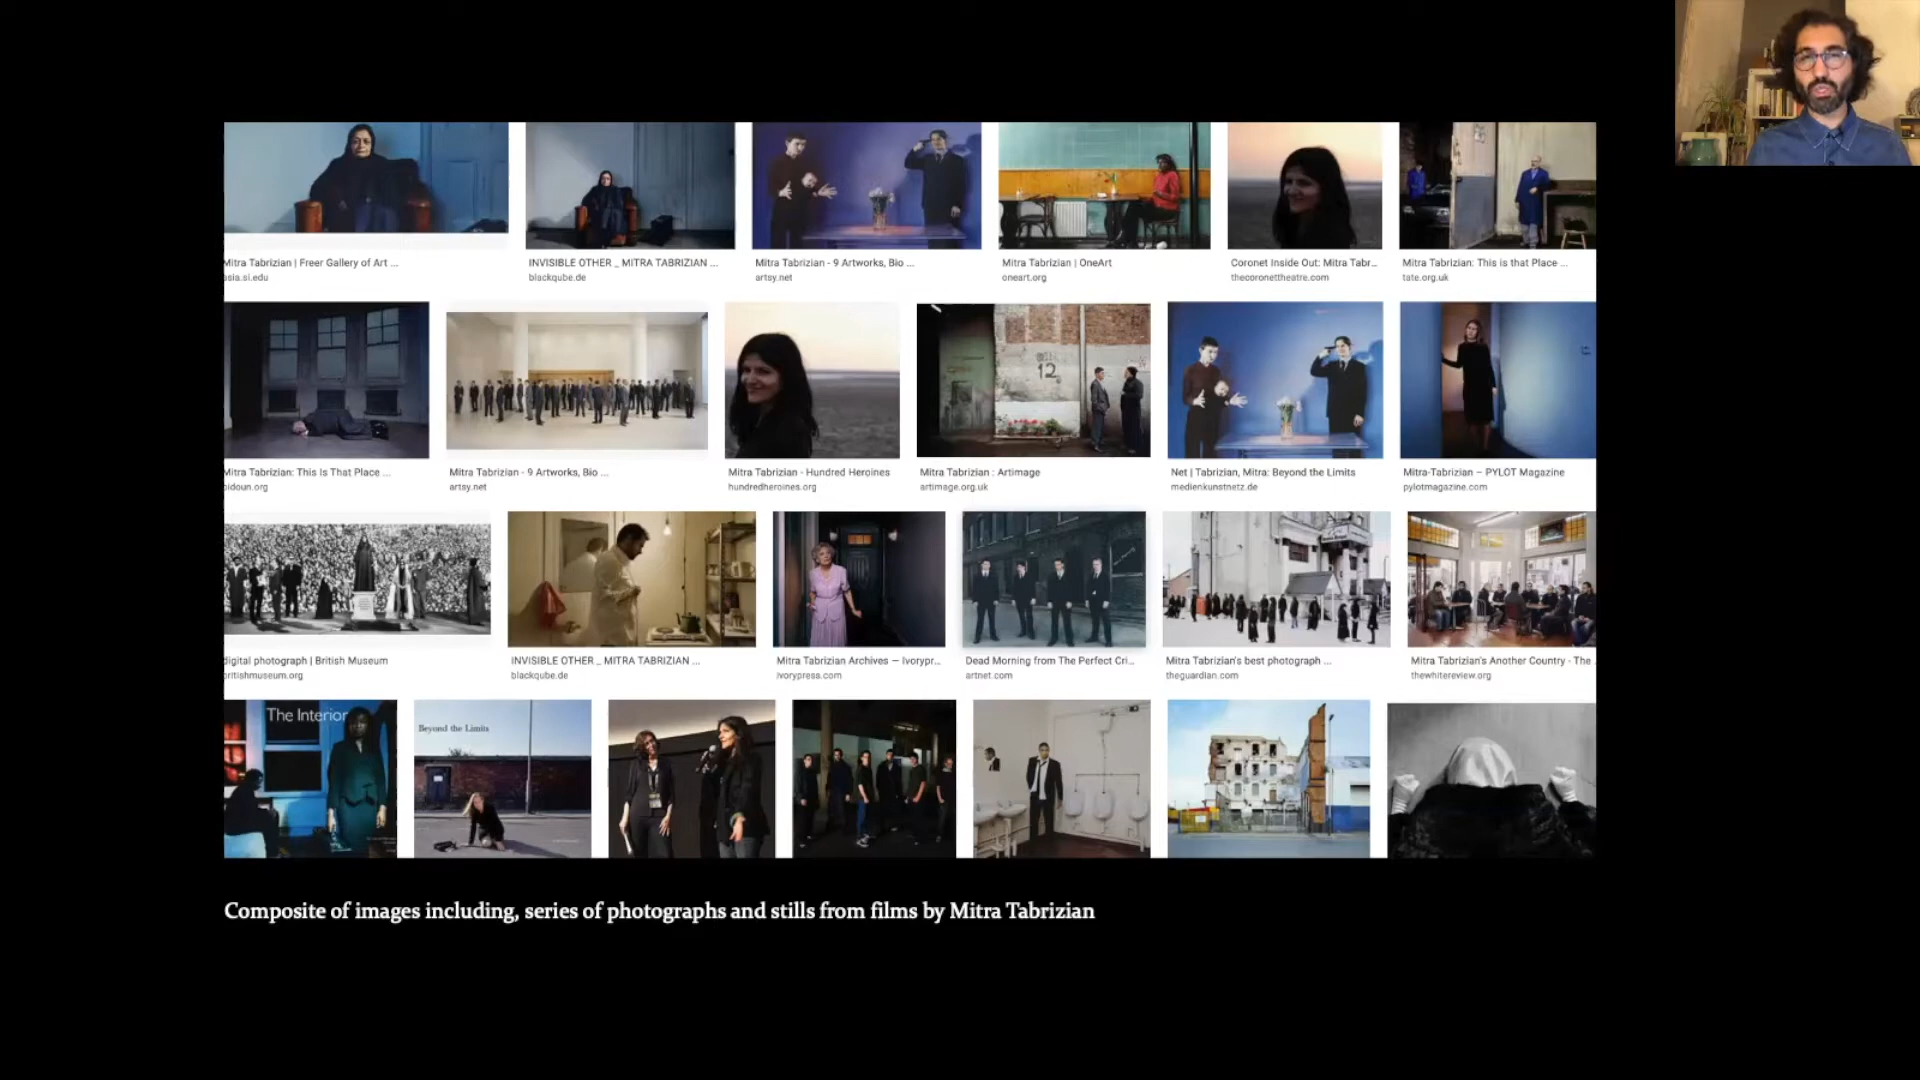 Mitra Tabrizian | Freer Gallery of Art ...
asia.si.edu
INVISIBLE OTHER _ MITRA TABRIZIAN ...
blackqube.de
Mitra Tabrizian - 9 Artworks, Bio ...
artsy.net
Mitra Tabrizian | OneArt
oneart.org
Coronet Inside Out: Mitra Tabr...
thecoronettheatre.com
Mitra Tabrizian: This is that Place ...
tate.org.uk
12
Mitra Tabrizian: This Is That Place ...
bidoun.org
Mitra Tabrizian - 9 Artworks, Bio ...
artsy.net
Mitra Tabrizian - Hundred Heroines
hundredheroines.org
Mitra Tabrizian : Artimage
artimage.org.uk
Net | Tabrizian, Mitra: Beyond the Limits
medienkunstnetz.de
Mitra-Tabrizian – PYLOT Magazine
pylotmagazine.com
digital photograph | British Museum
britishmuseum.org
INVISIBLE OTHER _ MITRA TABRIZIAN ...
blackqube.de
Mitra Tabrizian Archives — Ivorypr...
ivorypress.com
Dead Morning from The Perfect Cri...
artnet.com
Mitra Tabrizian's best photograph ...
theguardian.com
Mitra Tabrizian's Another Country - The
thewhitereview.org
The Interior
Beyond the Limits
Composite of images including, series of photographs and stills from films by Mitra Tabrizian